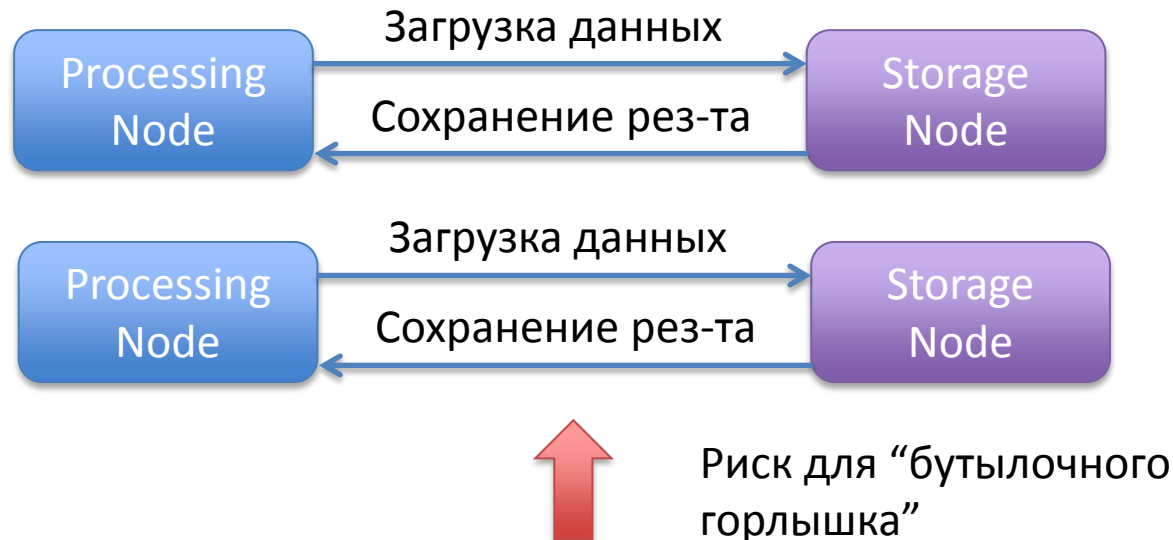 Загрузка данных
Processing
Node
Storage
Node
Сохранение рез-та
Загрузка данных
Processing
Node
Storage
Node
Сохранение рез-та
Риск для “бутылочного
горлышка”